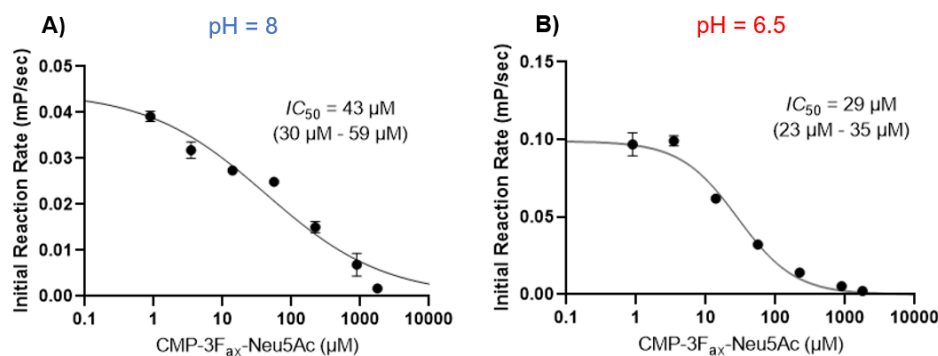 A)
pH = 8
Initial Reaction Rate (mP/sec)
0.05
0.04
0.03
0.02
0.01
0.00
IC50 = 43 µM
(30 µM - 59 µM)
0.1 1 10 100 1000 10000
CMP-3Fax-Neu5Ac (µM)
B)
pH = 6.5
Initial Reaction Rate (mP/sec)
0.15
0.10
0.05
0.00
IC50 = 29 µM
(23 µM - 35 µM)
0.1 1 10 100 1000 10000
CMP-3Fax-Neu5Ac (µM)